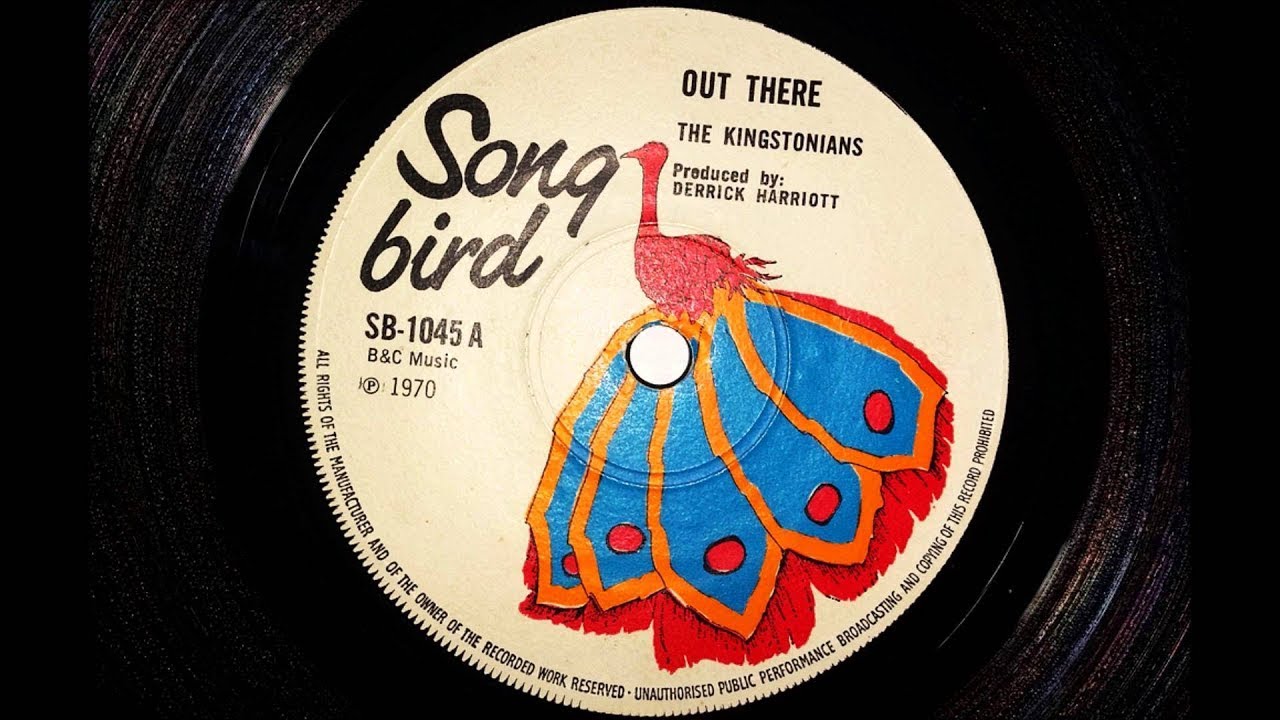 Song
bird
OUT THERE
THE KINGSTONIANS
Produced by:
DERRICK HARRIOTT
SB-1045 A
B&C Music
℗ 1970
ALL RIGHTS OF THE MANUFACTURER AND OF THE OWNER OF THE RECORDED WORK RESERVED · UNAUTHORISED PUBLIC PERFORMANCE BROADCASTING AND COPYING OF THIS RECORD PROHIBITED